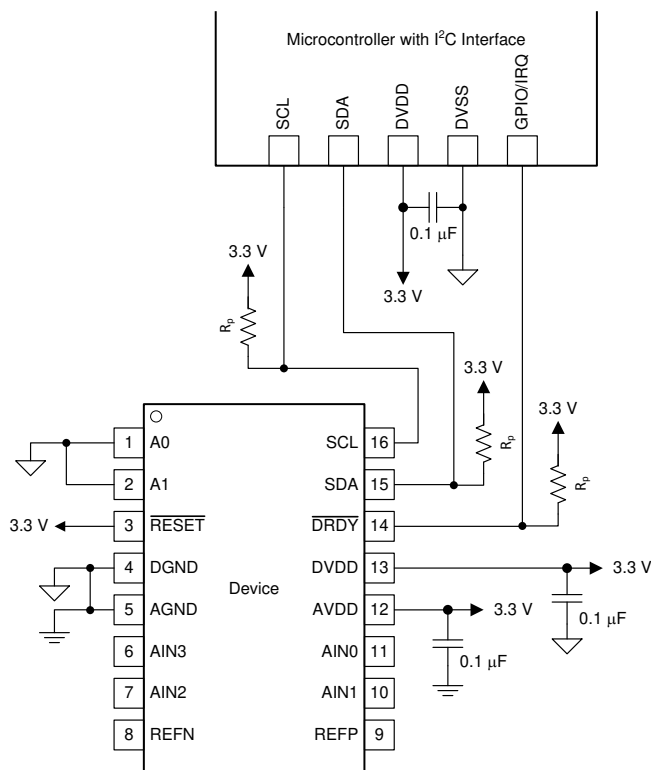 Microcontroller with I²C Interface
SCL
SDA
DVDD
DVSS
GPIO/IRQ
0.1 μF
3.3 V
3.3 V
Rp
3.3 V
Rp
3.3 V
Rp
1 A0
2 A1
3.3 V
3 RESET
4 DGND
5 AGND
6 AIN3
7 AIN2
8 REFN
Device
SCL 16
SDA 15
DRDY 14
DVDD 13
3.3 V
0.1 μF
AVDD 12
3.3 V
0.1 μF
AIN0 11
AIN1 10
REFP 9